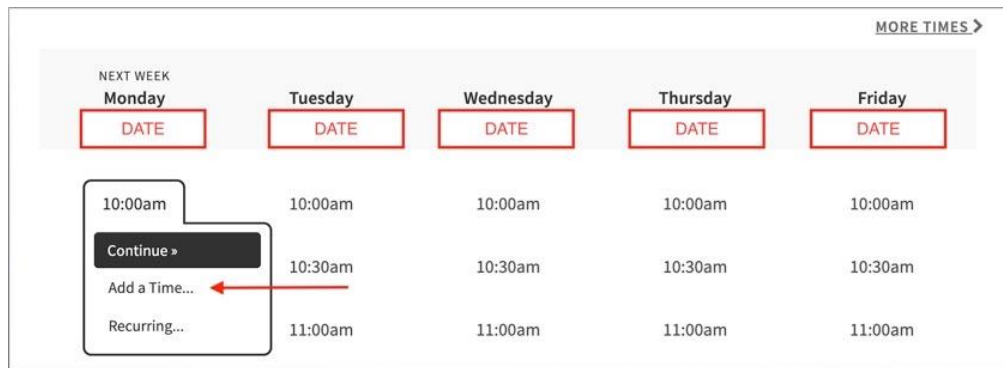 MORE TIMES
NEXT WEEK
Monday Tuesday Wednesday Thursday Friday
DATE DATE DATE DATE DATE
10:00am 10:00am 10:00am 10:00am 10:00am
Continue »
10:30am 10:30am 10:30am 10:30am
Add a Time...
Recurring...
11:00am 11:00am 11:00am 11:00am